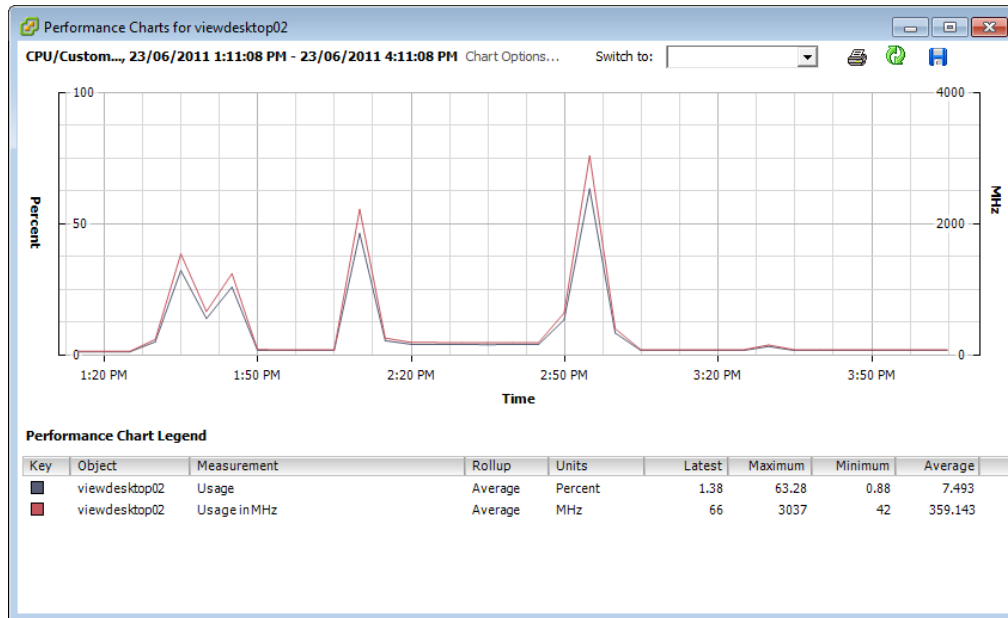 Performance Charts for viewdesktop02
CPU/Custom..., 23/06/2011 1:11:08 PM - 23/06/2011 4:11:08 PM Chart Options... Switch to:
100 4000
Percent
MHz
50 2000
0 0
1:20 PM 1:50 PM 2:20 PM 2:50 PM 3:20 PM 3:50 PM
Time
Performance Chart Legend
Key Object Measurement Rollup Units Latest Maximum Minimum Average
viewdesktop02 Usage Average Percent 1.38 63.28 0.88 7.493
viewdesktop02 Usage in MHz Average MHz 66 3037 42 359.143